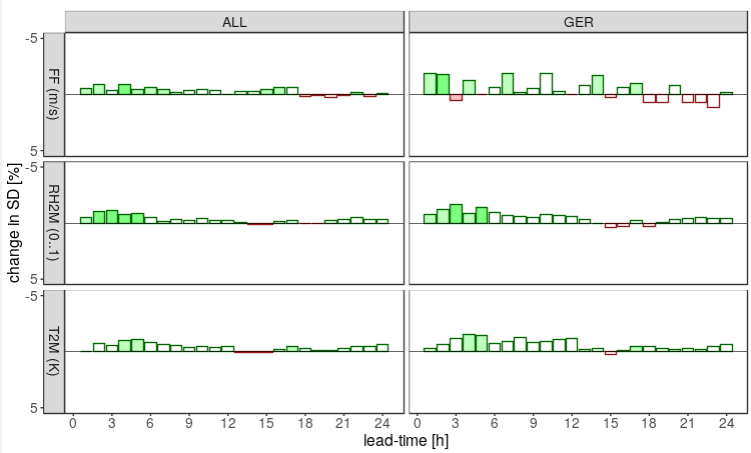 ALL GER
-5
FF (m/s)
5
-5
RH2M (0..1)
5
-5
T2M (K)
5
change in SD [%]
0 3 6 9 12 15 18 21 24 0 3 6 9 12 15 18 21 24
lead-time [h]